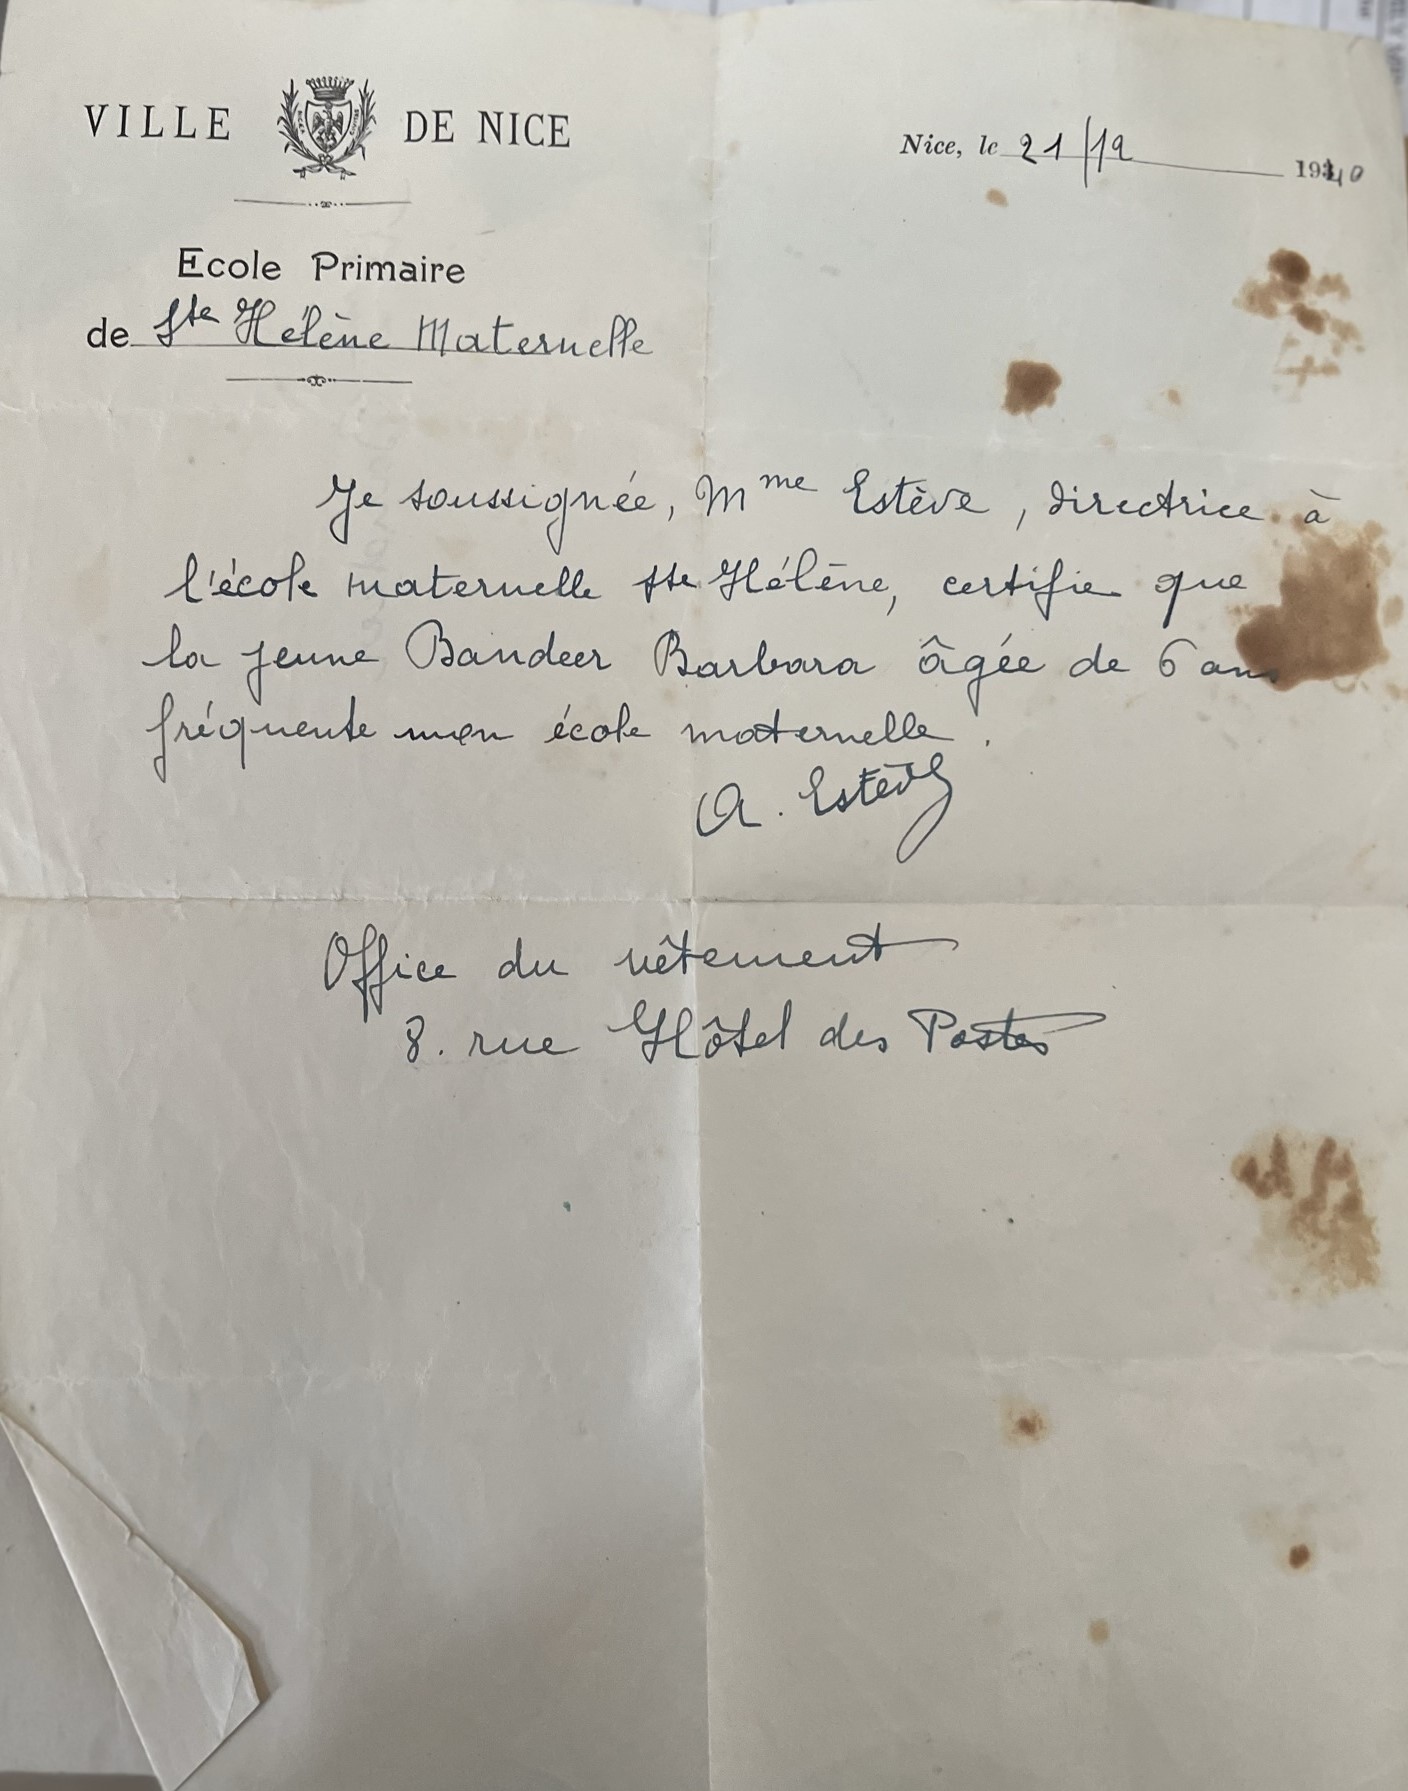 VILLE DE NICE
Nice, le 21/12 1940
Ecole Primaire
de Ste Hélène Maternelle
Je soussignée, Mme Estève, directrice à
l'école maternelle Ste Hélène, certifie que
la jeune Bandeer Barbara âgée de 6 ans
fréquente mon école maternelle.
A. Estève
Office du vêtement
8. rue Hôtel des Postes